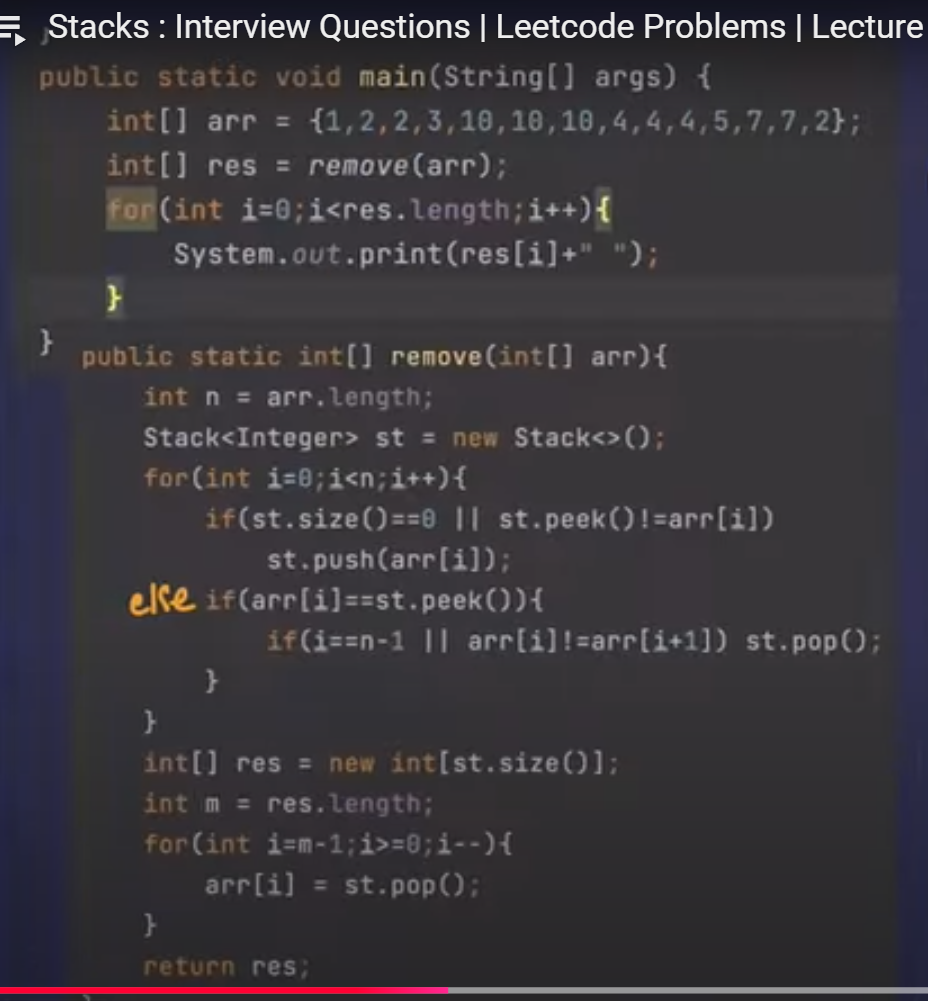 Stacks : Interview Questions | Leetcode Problems | Lecture
public static void main(String[] args) {
int[] arr = {1,2,2,3,10,10,10,4,4,4,5,7,7,2};
int[] res = remove(arr);
for(int i=0;i<res.length;i++){
System.out.print(res[i]+" ");
}
}
public static int[] remove(int[] arr){
int n = arr.length;
Stack<Integer> st = new Stack<>();
for(int i=0;i<n;i++){
if(st.size()==0 || st.peek()!=arr[i])
st.push(arr[i]);
else if(arr[i]==st.peek()){
if(i==n-1 || arr[i]!=arr[i+1]) st.pop();
}
}
int[] res = new int[st.size()];
int m = res.length;
for(int i=m-1;i>=0;i--){
arr[i] = st.pop();
}
return res;